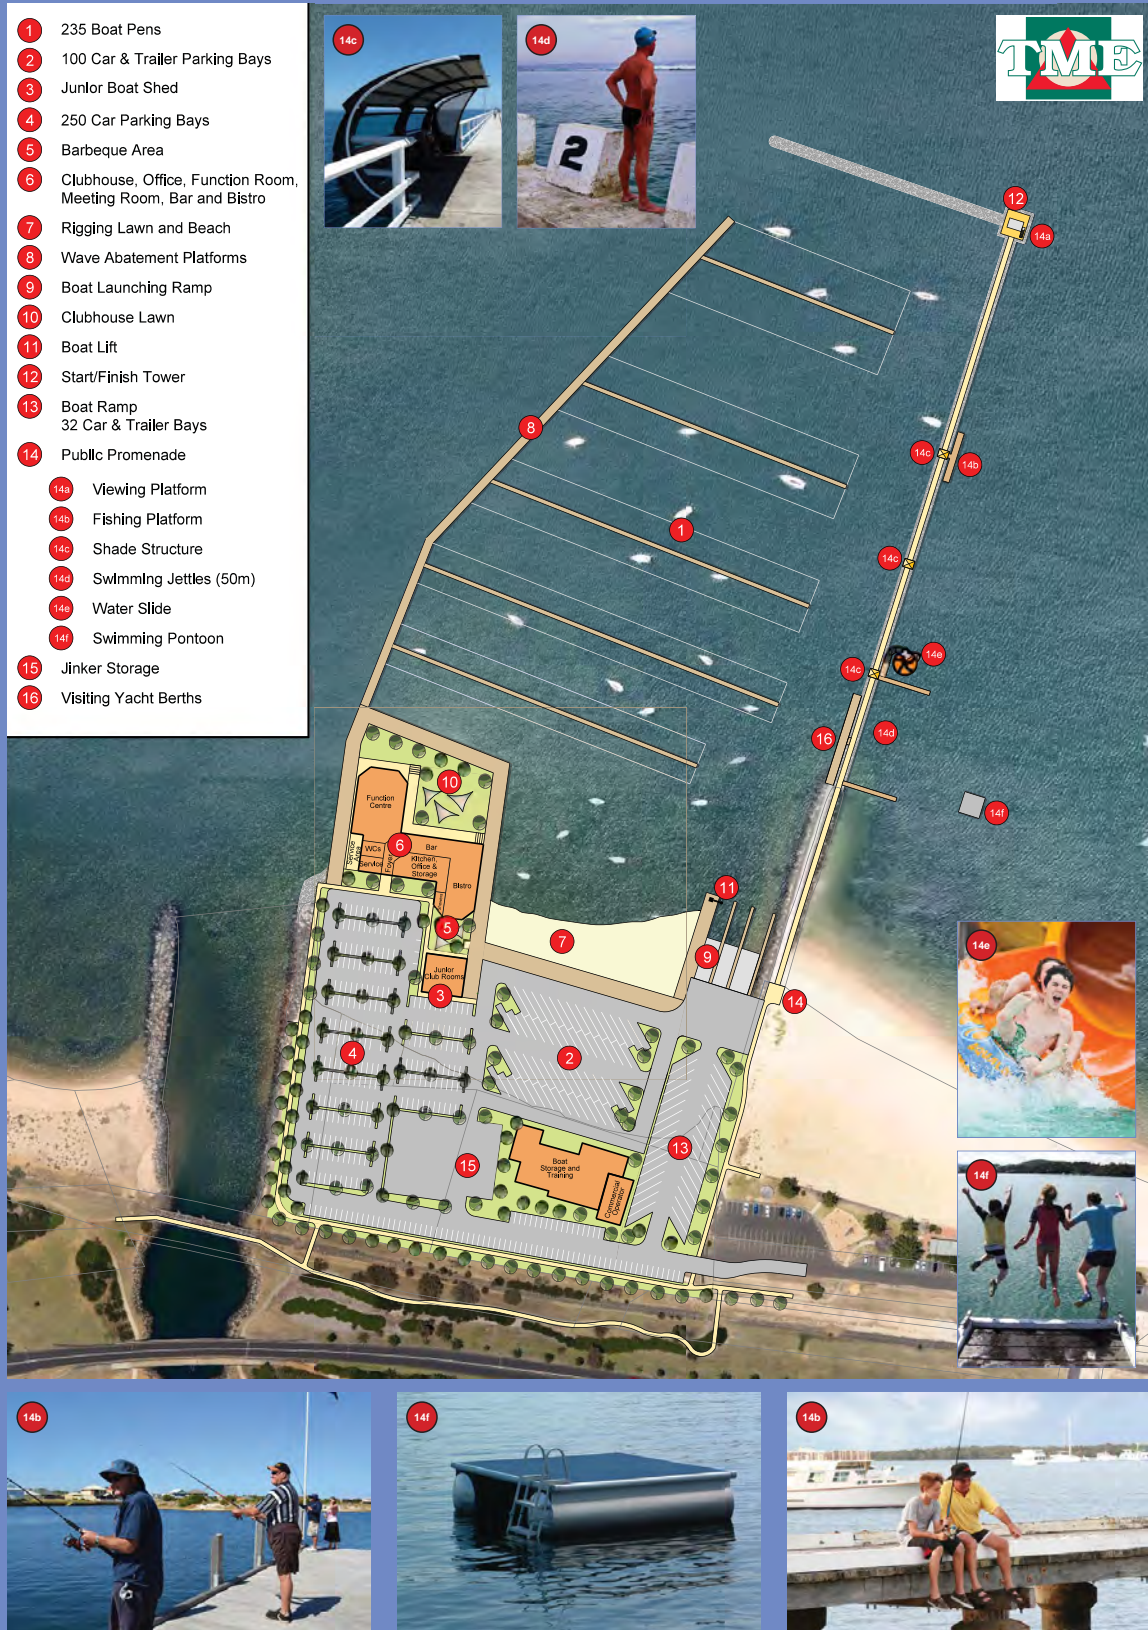 1 235 Boat Pens
2 100 Car & Trailer Parking Bays
3 Junior Boat Shed
4 250 Car Parking Bays
5 Barbeque Area
6 Clubhouse, Office, Function Room,
Meeting Room, Bar and Bistro
7 Rigging Lawn and Beach
8 Wave Abatement Platforms
9 Boat Launching Ramp
10 Clubhouse Lawn
11 Boat Lift
12 Start/Finish Tower
13 Boat Ramp
32 Car & Trailer Bays
14 Public Promenade
14a Viewing Platform
14b Fishing Platform
14c Shade Structure
14d Swimming Jetties (50m)
14e Water Slide
14f Swimming Pontoon
15 Jinker Storage
16 Visiting Yacht Berths
14c
14d
2
TME
12
14a
8
14c
14b
1
14c
14e
14c
16
14d
10
14f
Function
Centre
6
Bar
WCs
Service
Area
Service
Foyer
Kitchen,
Office &
Storage
Bistro
11
5
7
9
14e
Junior
Club Rooms
3
14
4
2
13
15
Boat
Storage and
Training
Commercial
Operator
14f
14b
14f
14b